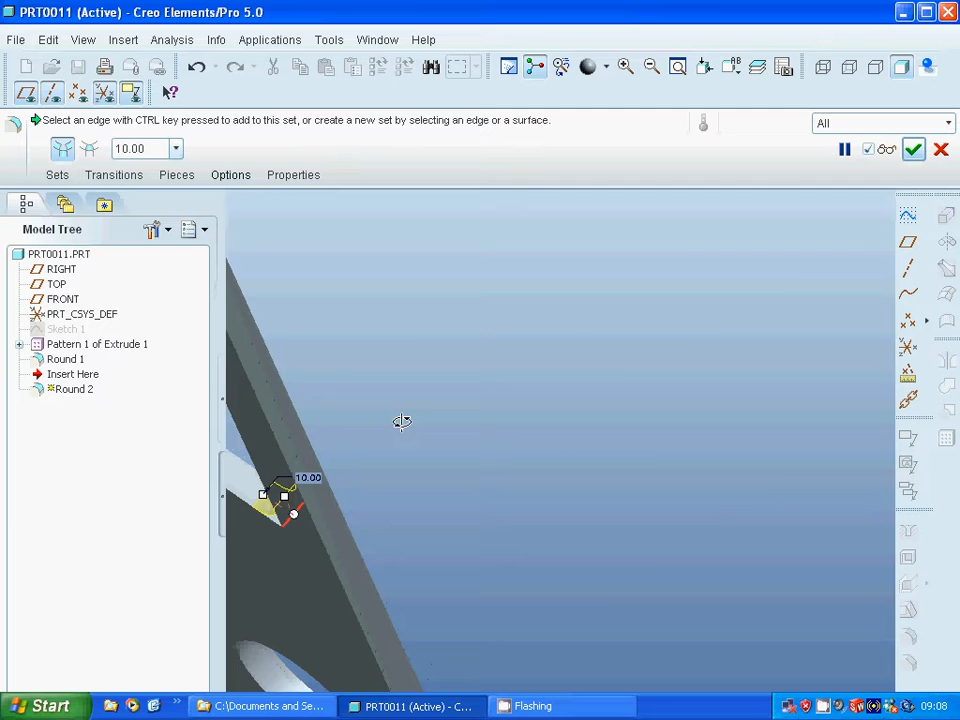 PRT0011 (Active) - Creo Elements/Pro 5.0
File Edit View Insert Analysis Info Applications Tools Window Help
Select an edge with CTRL key pressed to add to this set, or create a new set by selecting an edge or a surface.
All
10.00
Sets Transitions Pieces Options Properties
Model Tree
PRT0011.PRT
RIGHT
TOP
FRONT
PRT_CSYS_DEF
Sketch 1
Pattern 1 of Extrude 1
Round 1
Insert Here
Round 2
10.00
Start C:\Documents and Se... PRT0011 (Active) - C... Flashing 09:08